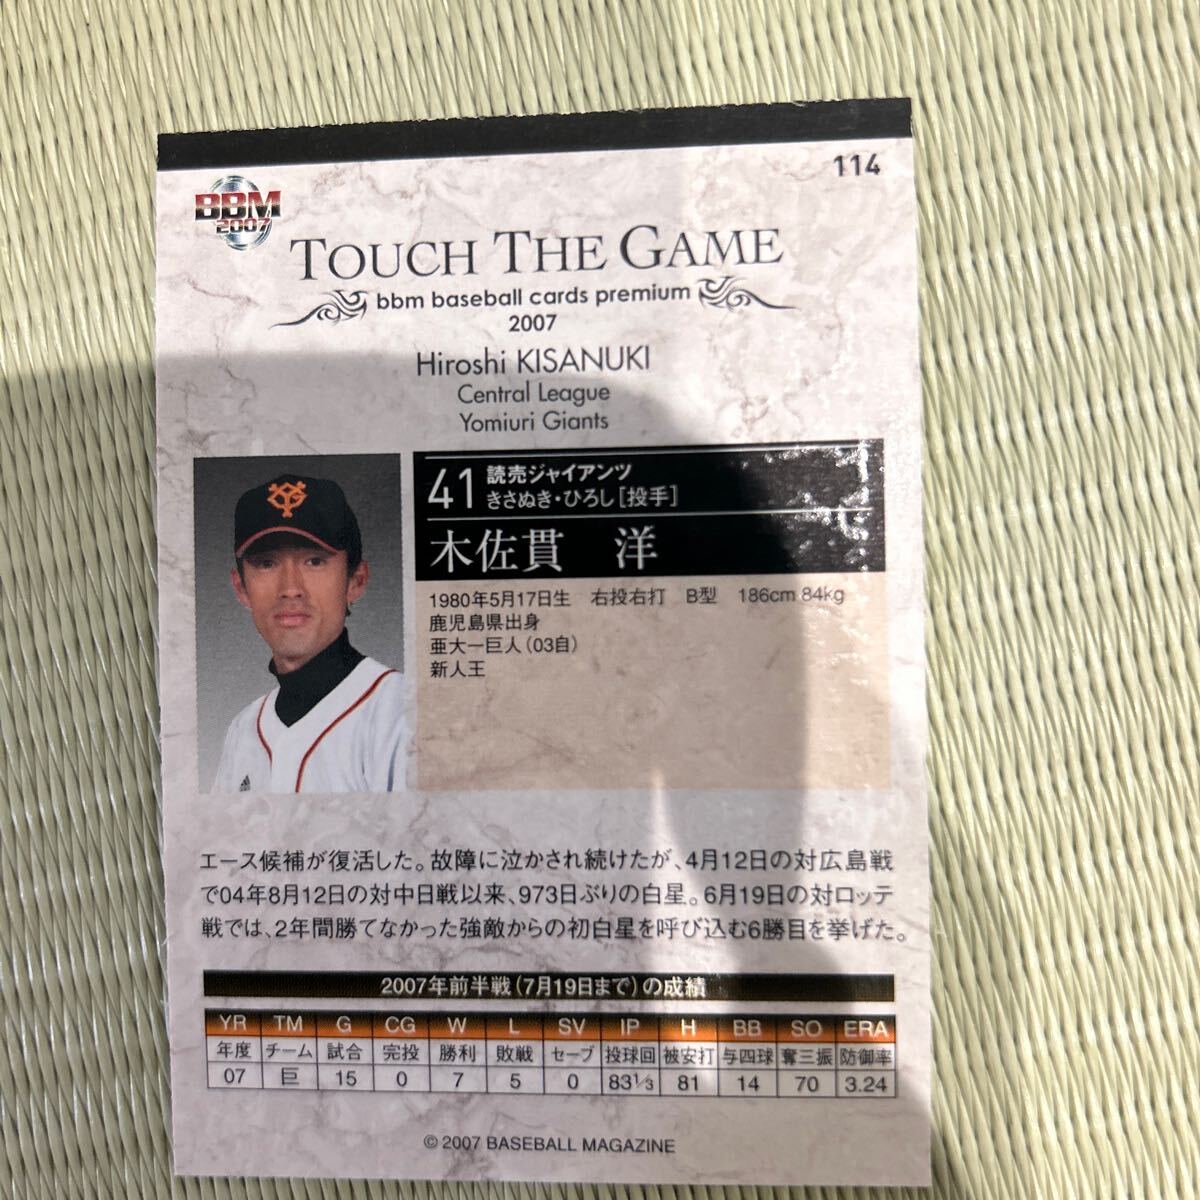 114
BBM
2007
TOUCH THE GAME
bbm baseball cards premium
2007
Hiroshi KISANUKI
Central League
Yomiuri Giants
41 読売ジャイアンツ
きさぬき・ひろし[投手]
木佐貫　洋
1980年5月17日生　右投右打　B型　186cm 84kg
鹿児島県出身
亜大ー巨人(03自)
新人王
エース候補が復活した。故障に泣かされ続けたが、4月12日の対広島戦
で04年8月12日の対中日戦以来、973日ぶりの白星。6月19日の対ロッテ
戦では、2年間勝てなかった強敵からの初白星を呼び込む6勝目を挙げた。
2007年前半戦(7月19日まで)の成績
YR TM G CG W L SV IP H BB SO ERA
年度 チーム 試合 完投 勝利 敗戦 セーブ 投球回 被安打 与四球 奪三振 防御率
07 巨 15 0 7 5 0 83 1/3 81 14 70 3.24
© 2007 BASEBALL MAGAZINE